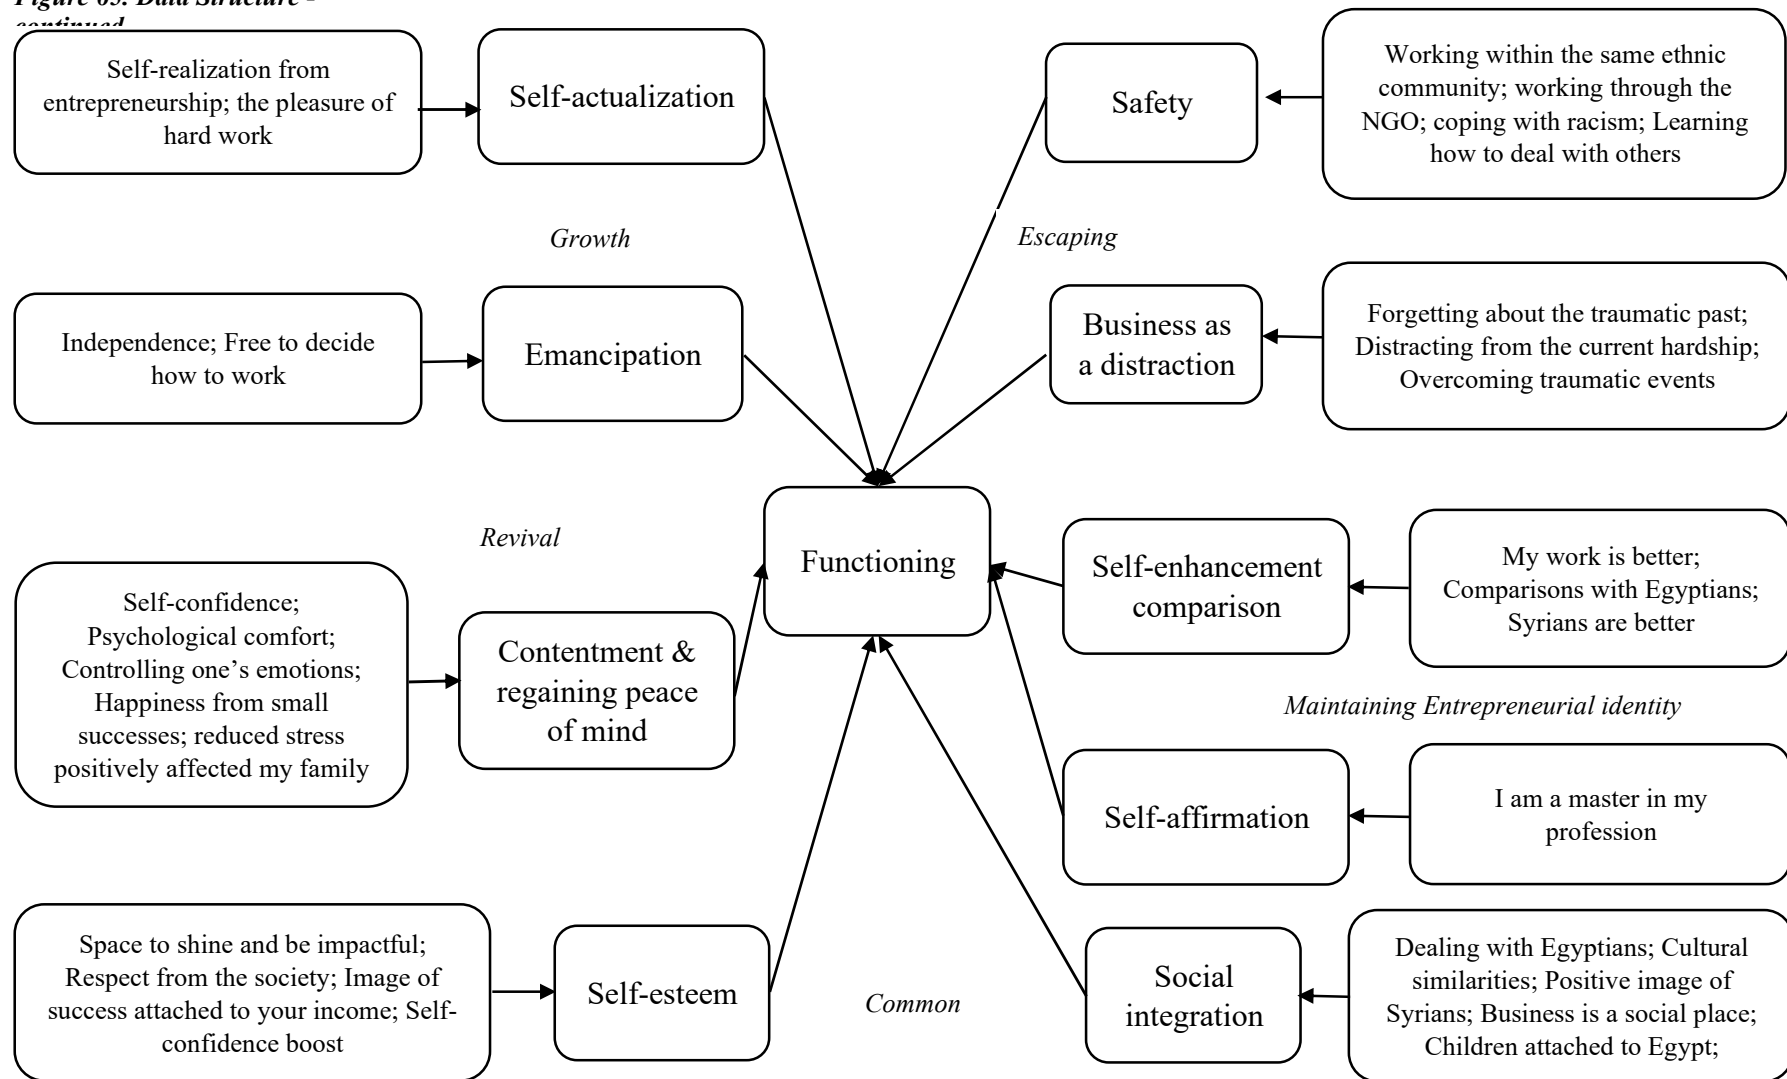 Self-realization from
entrepreneurship; the pleasure of
hard work
Self-actualization
Safety
Working within the same ethnic
community; working through the
NGO; coping with racism; Learning
how to deal with others
Growth
Escaping
Independence; Free to decide
how to work
Emancipation
Business as
a distraction
Forgetting about the traumatic past;
Distracting from the current hardship;
Overcoming traumatic events
Revival
Functioning
Self-enhancement
comparison
My work is better;
Comparisons with Egyptians;
Syrians are better
Self-confidence;
Psychological comfort;
Controlling one’s emotions;
Happiness from small
successes; reduced stress
positively affected my family
Contentment &
regaining peace
of mind
Maintaining Entrepreneurial identity
Self-affirmation
I am a master in my
profession
Space to shine and be impactful;
Respect from the society; Image of
success attached to your income; Self-
confidence boost
Self-esteem
Common
Social
integration
Dealing with Egyptians; Cultural
similarities; Positive image of
Syrians; Business is a social place;
Children attached to Egypt;